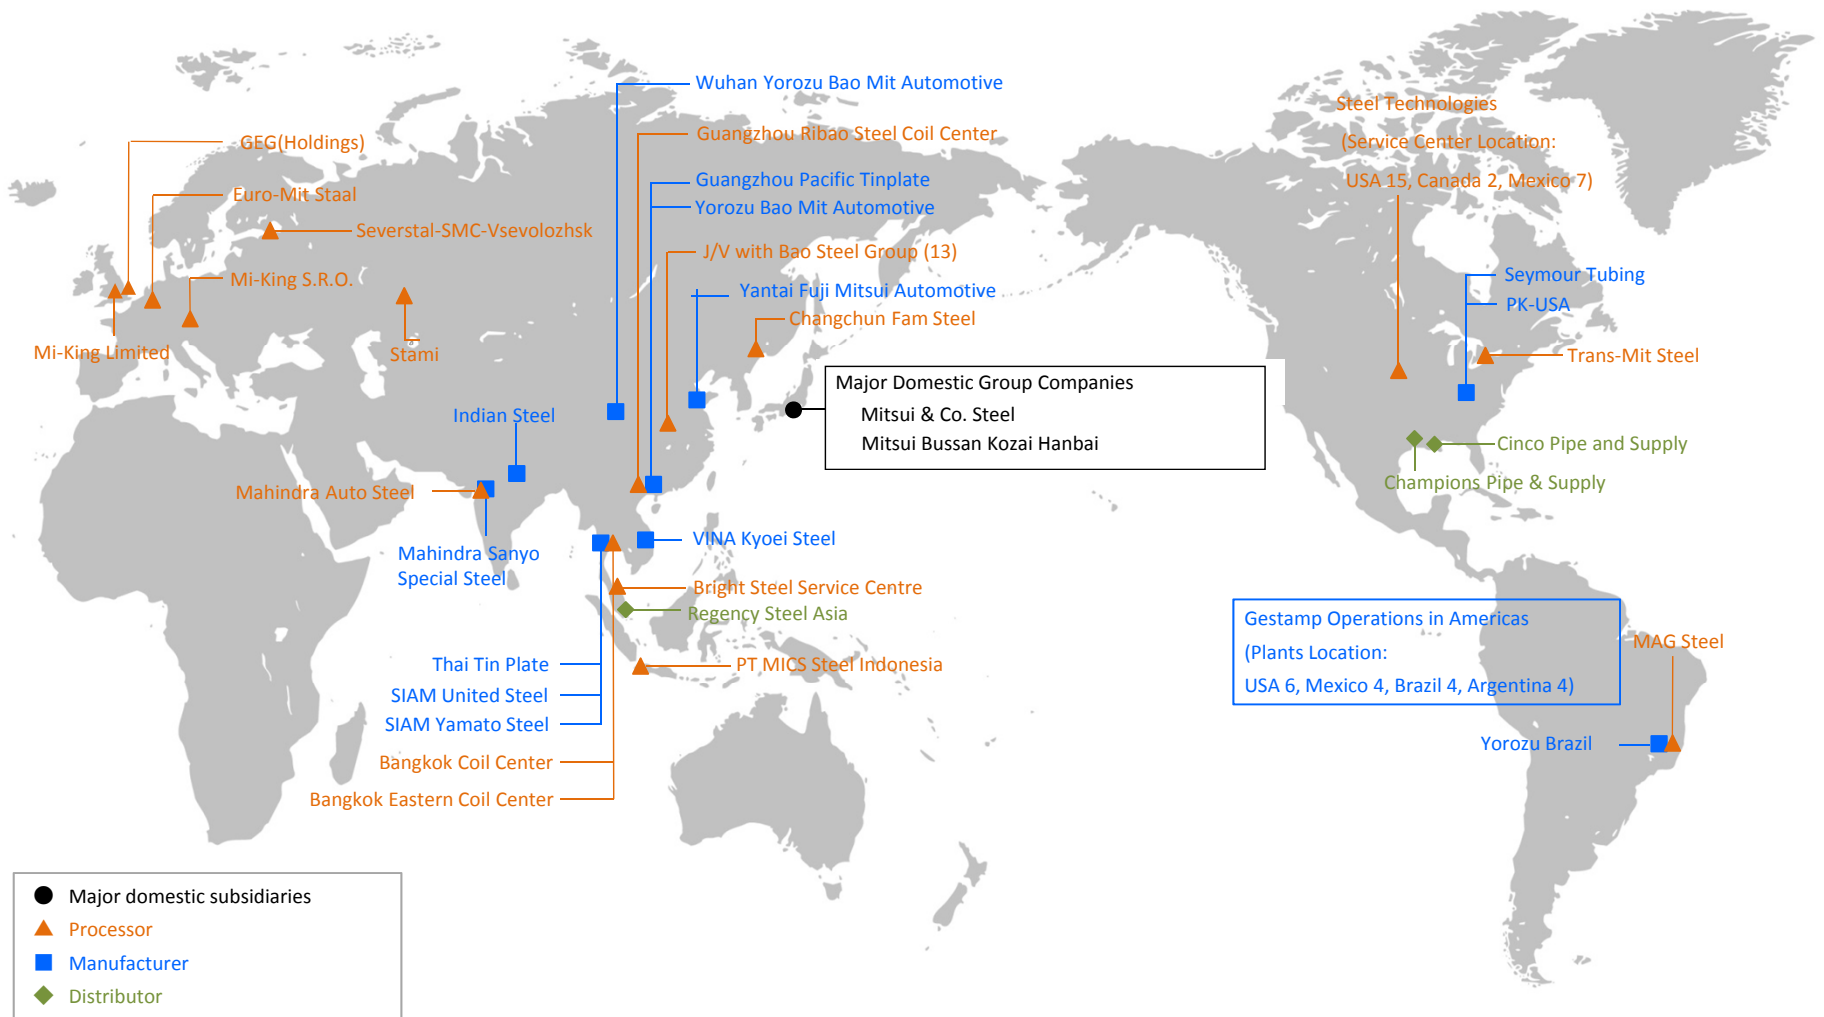 Wuhan Yorozu Bao Mit Automotive
Steel Technologies
(Service Center Location:
USA 15, Canada 2, Mexico 7)
GEG(Holdings)
Guangzhou Ribao Steel Coil Center
Euro-Mit Staal
Guangzhou Pacific Tinplate
Yorozu Bao Mit Automotive
Severstal-SMC-Vsevolozhsk
J/V with Bao Steel Group (13)
Mi-King S.R.O.
Yantai Fuji Mitsui Automotive
Seymour Tubing
PK-USA
Changchun Fam Steel
Mi-King Limited
Stami
Trans-Mit Steel
Major Domestic Group Companies
Mitsui & Co. Steel
Mitsui Bussan Kozai Hanbai
Indian Steel
Cinco Pipe and Supply
Champions Pipe & Supply
Mahindra Auto Steel
Mahindra Sanyo
Special Steel
VINA Kyoei Steel
Bright Steel Service Centre
Regency Steel Asia
Gestamp Operations in Americas
(Plants Location:
USA 6, Mexico 4, Brazil 4, Argentina 4)
MAG Steel
Thai Tin Plate
PT MICS Steel Indonesia
SIAM United Steel
SIAM Yamato Steel
Yorozu Brazil
Bangkok Coil Center
Bangkok Eastern Coil Center
Major domestic subsidiaries
Processor
Manufacturer
Distributor